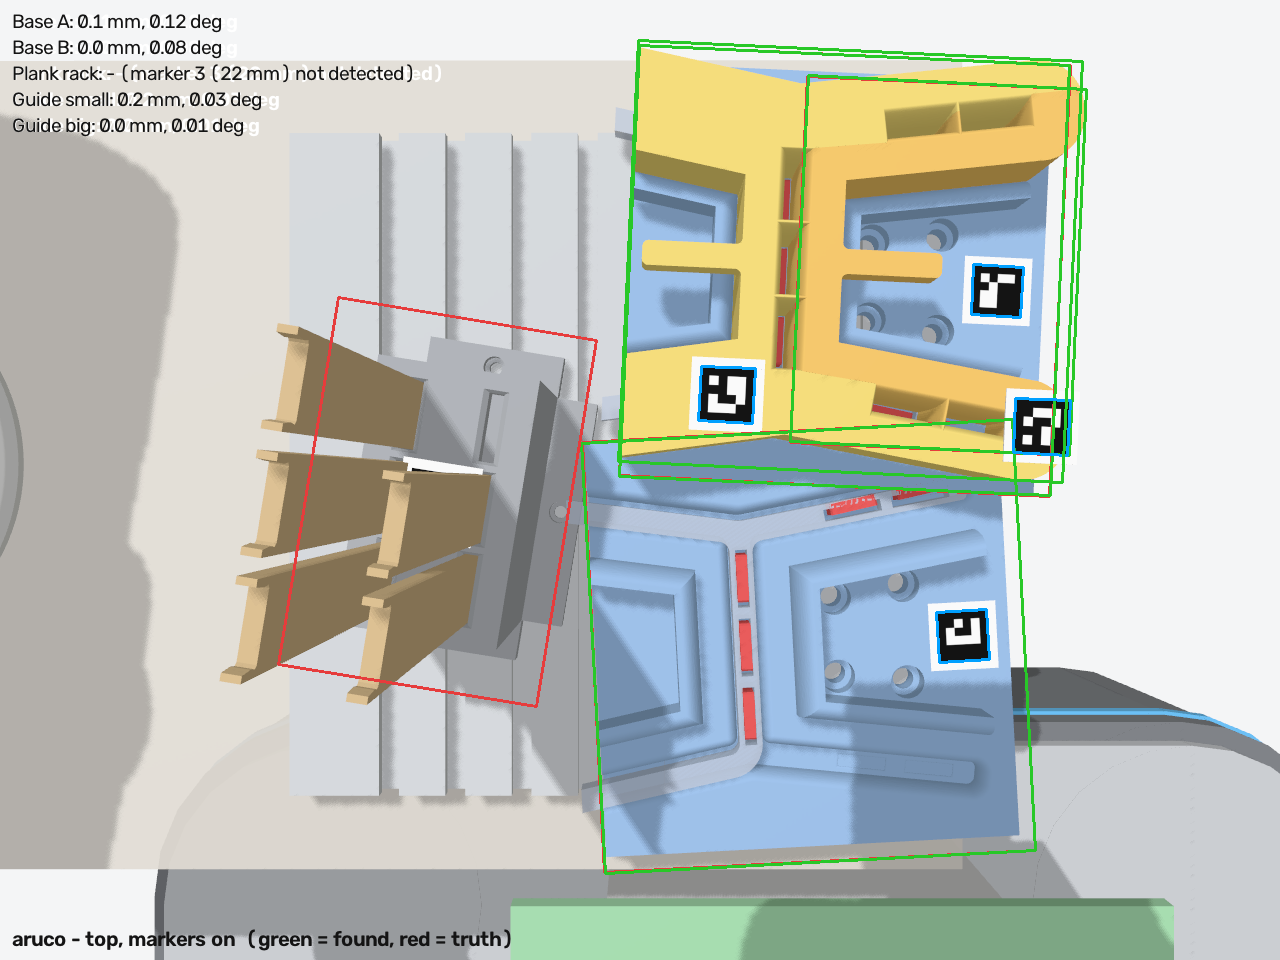 Base A: 0.1 mm, 0.12 deg
Base B: 0.0 mm, 0.08 deg
Plank rack: - (marker 3 (22 mm) not detected)
Guide small: 0.2 mm, 0.03 deg
Guide big: 0.0 mm, 0.01 deg
aruco - top, markers on (green = found, red = truth)